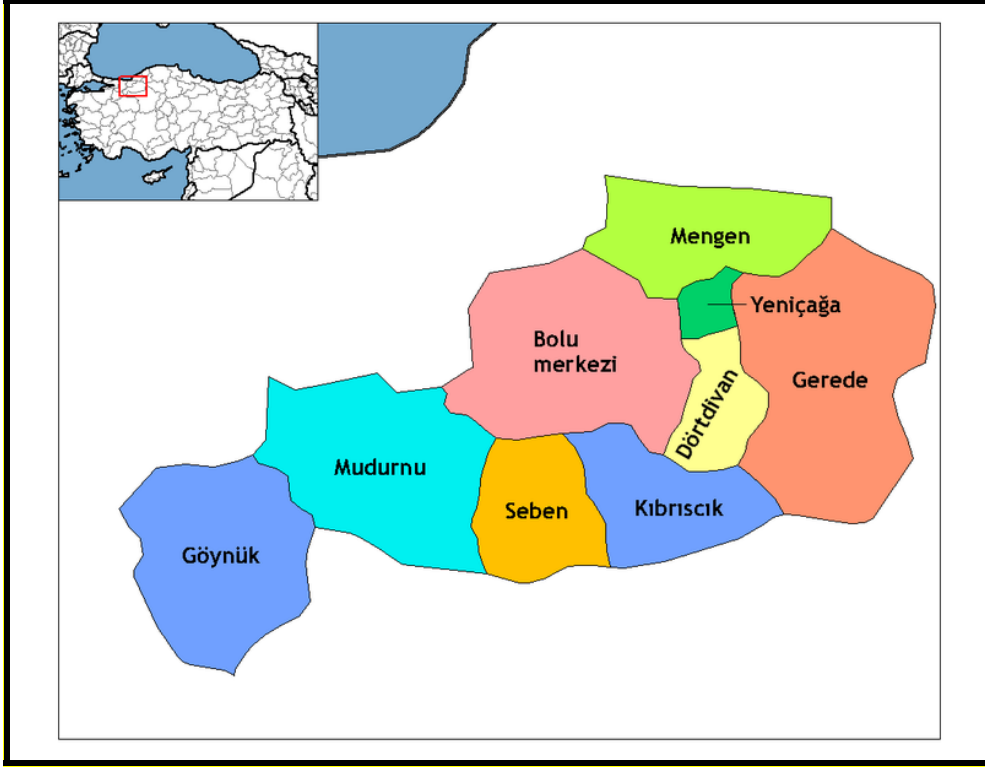 Mengen
Yeniçağa
Bolu
merkezi
Gerede
Dörtdivan
Mudurnu
Seben
Kıbrıscık
Göynük